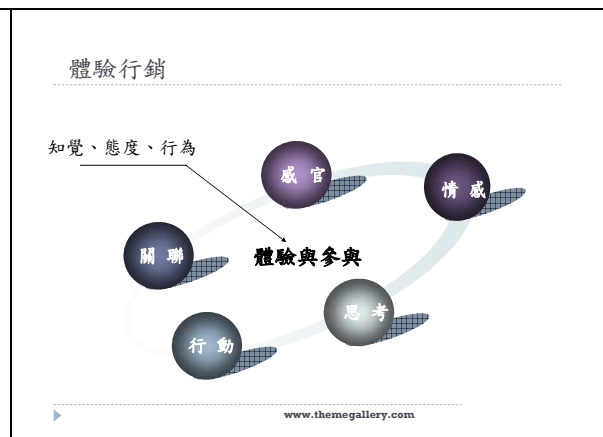 體驗行銷
知覺、態度、行為
感 官
情 感
關 聯
體驗與參與
思 考
行 動
www.themegallery.com